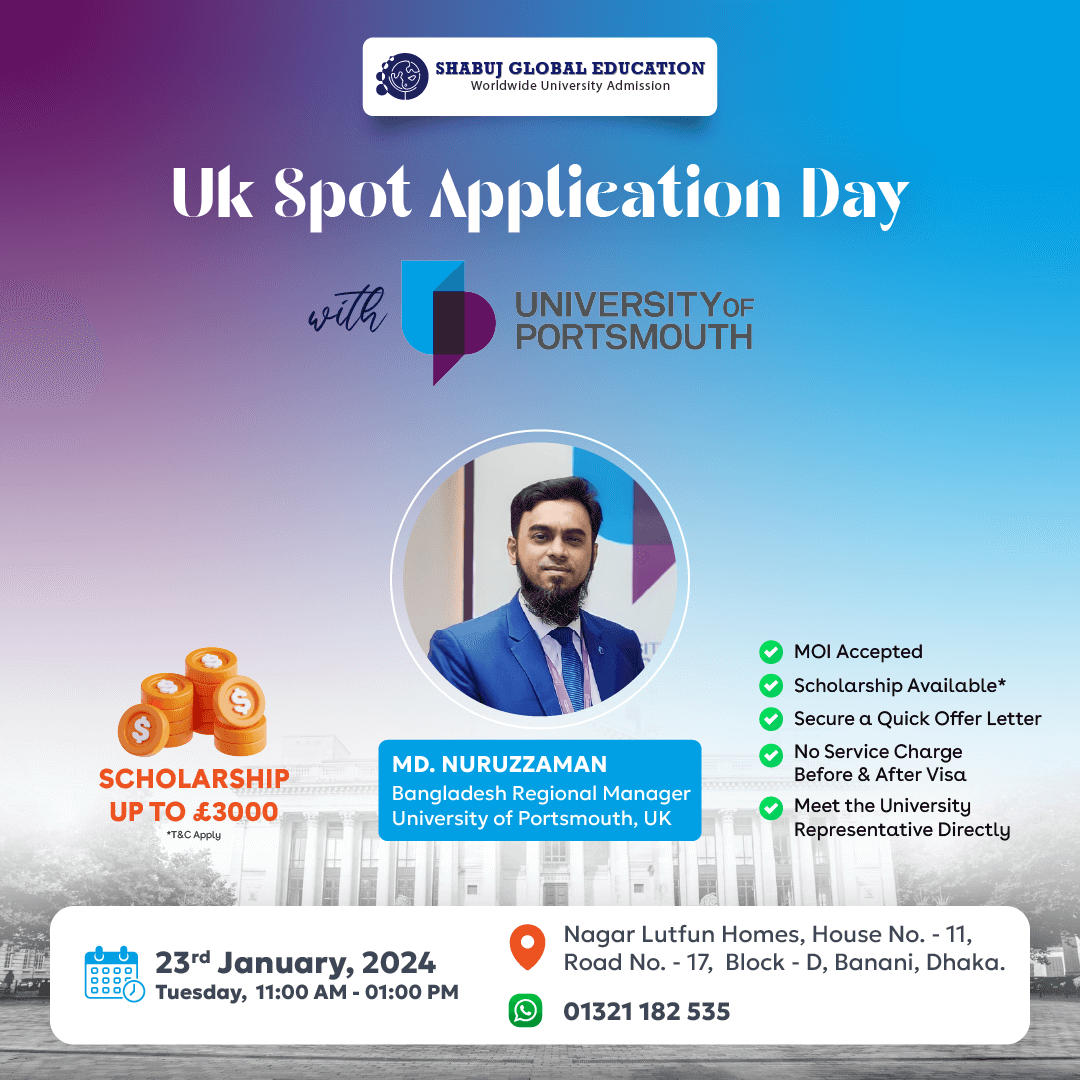 SHABUJ GLOBAL EDUCATION
Worldwide University Admission
Uk Spot Application Day
with
UNIVERSITY OF
PORTSMOUTH
MOI Accepted
Scholarship Available*
Secure a Quick Offer Letter
No Service Charge
Before & After Visa
Meet the University
Representative Directly
SCHOLARSHIP
UP TO £3000
*T&C Apply
MD. NURUZZAMAN
Bangladesh Regional Manager
University of Portsmouth, UK
23rd January, 2024
Tuesday, 11:00 AM - 01:00 PM
Nagar Lutfun Homes, House No. - 11,
Road No. - 17, Block - D, Banani, Dhaka.
01321 182 535